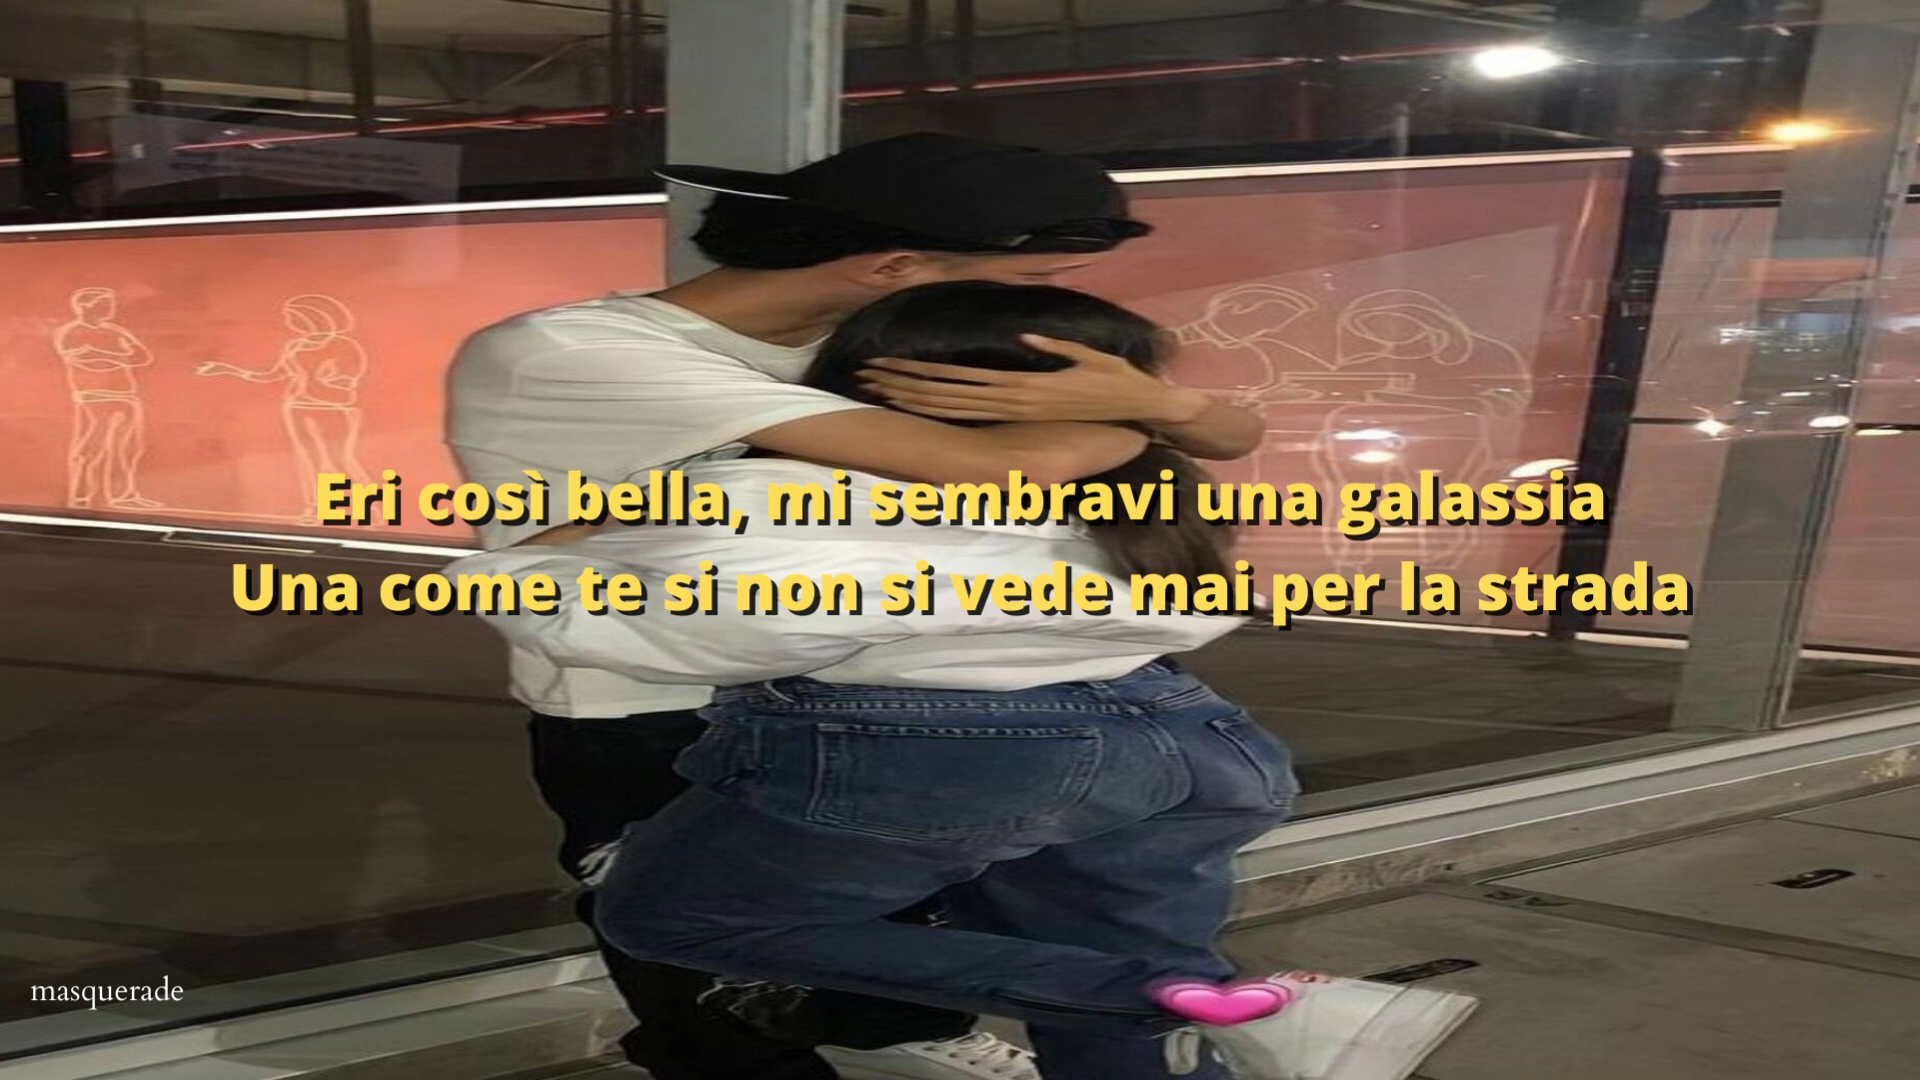 Eri così bella, mi sembravi una galassia
Una come te si non si vede mai per la strada
masquerade